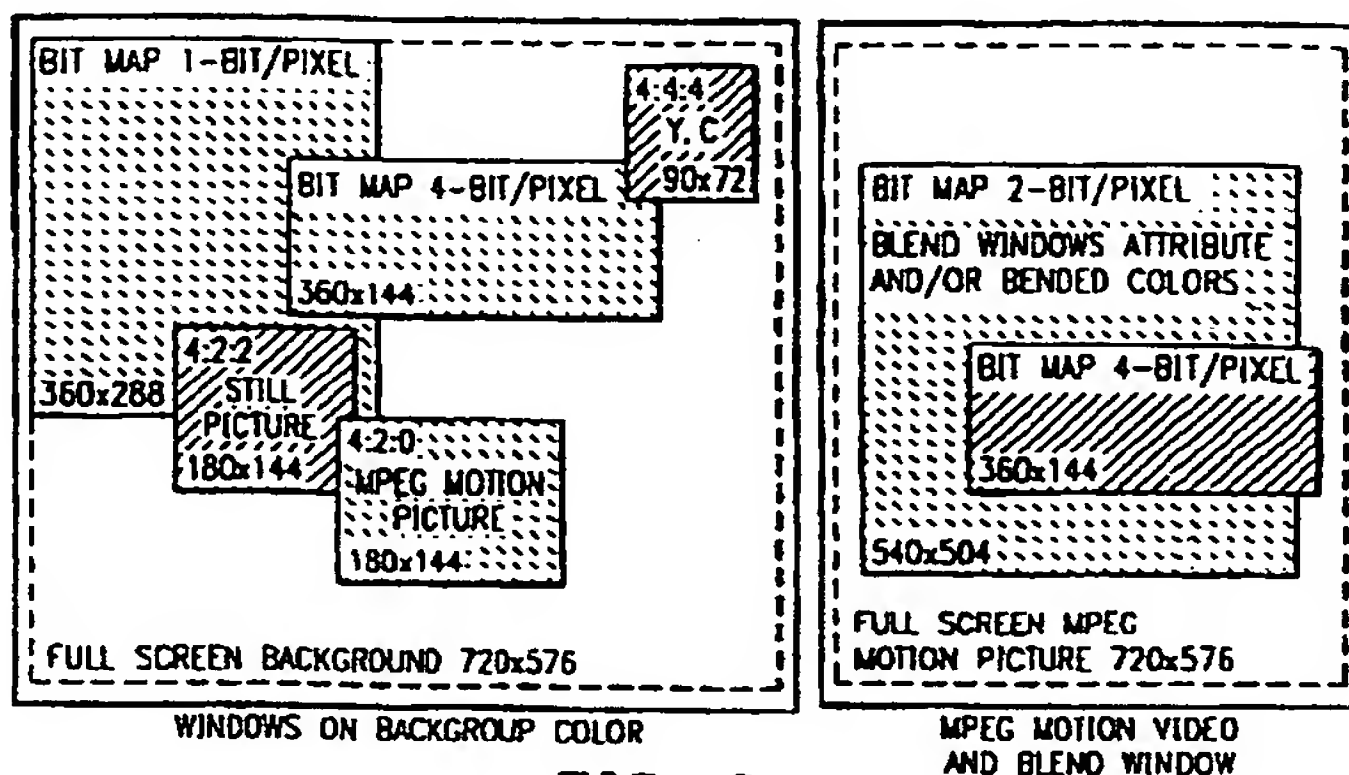 BIT MAP 1-BIT/PIXEL
4:4:4
Y, C
90x72
BIT MAP 4-BIT/PIXEL
360x144
4:2:2
STILL
PICTURE
180x144
360x288
4:2:0
MPEG MOTION
PICTURE
180x144
FULL SCREEN BACKGROUND 720x576
WINDOWS ON BACKGROUP COLOR
BIT MAP 2-BIT/PIXEL
BLEND WINDOWS ATTRIBUTE
AND/OR BENDED COLORS
BIT MAP 4-BIT/PIXEL
360x144
540x504
FULL SCREEN MPEG
MOTION PICTURE 720x576
MPEG MOTION VIDEO
AND BLEND WINDOW